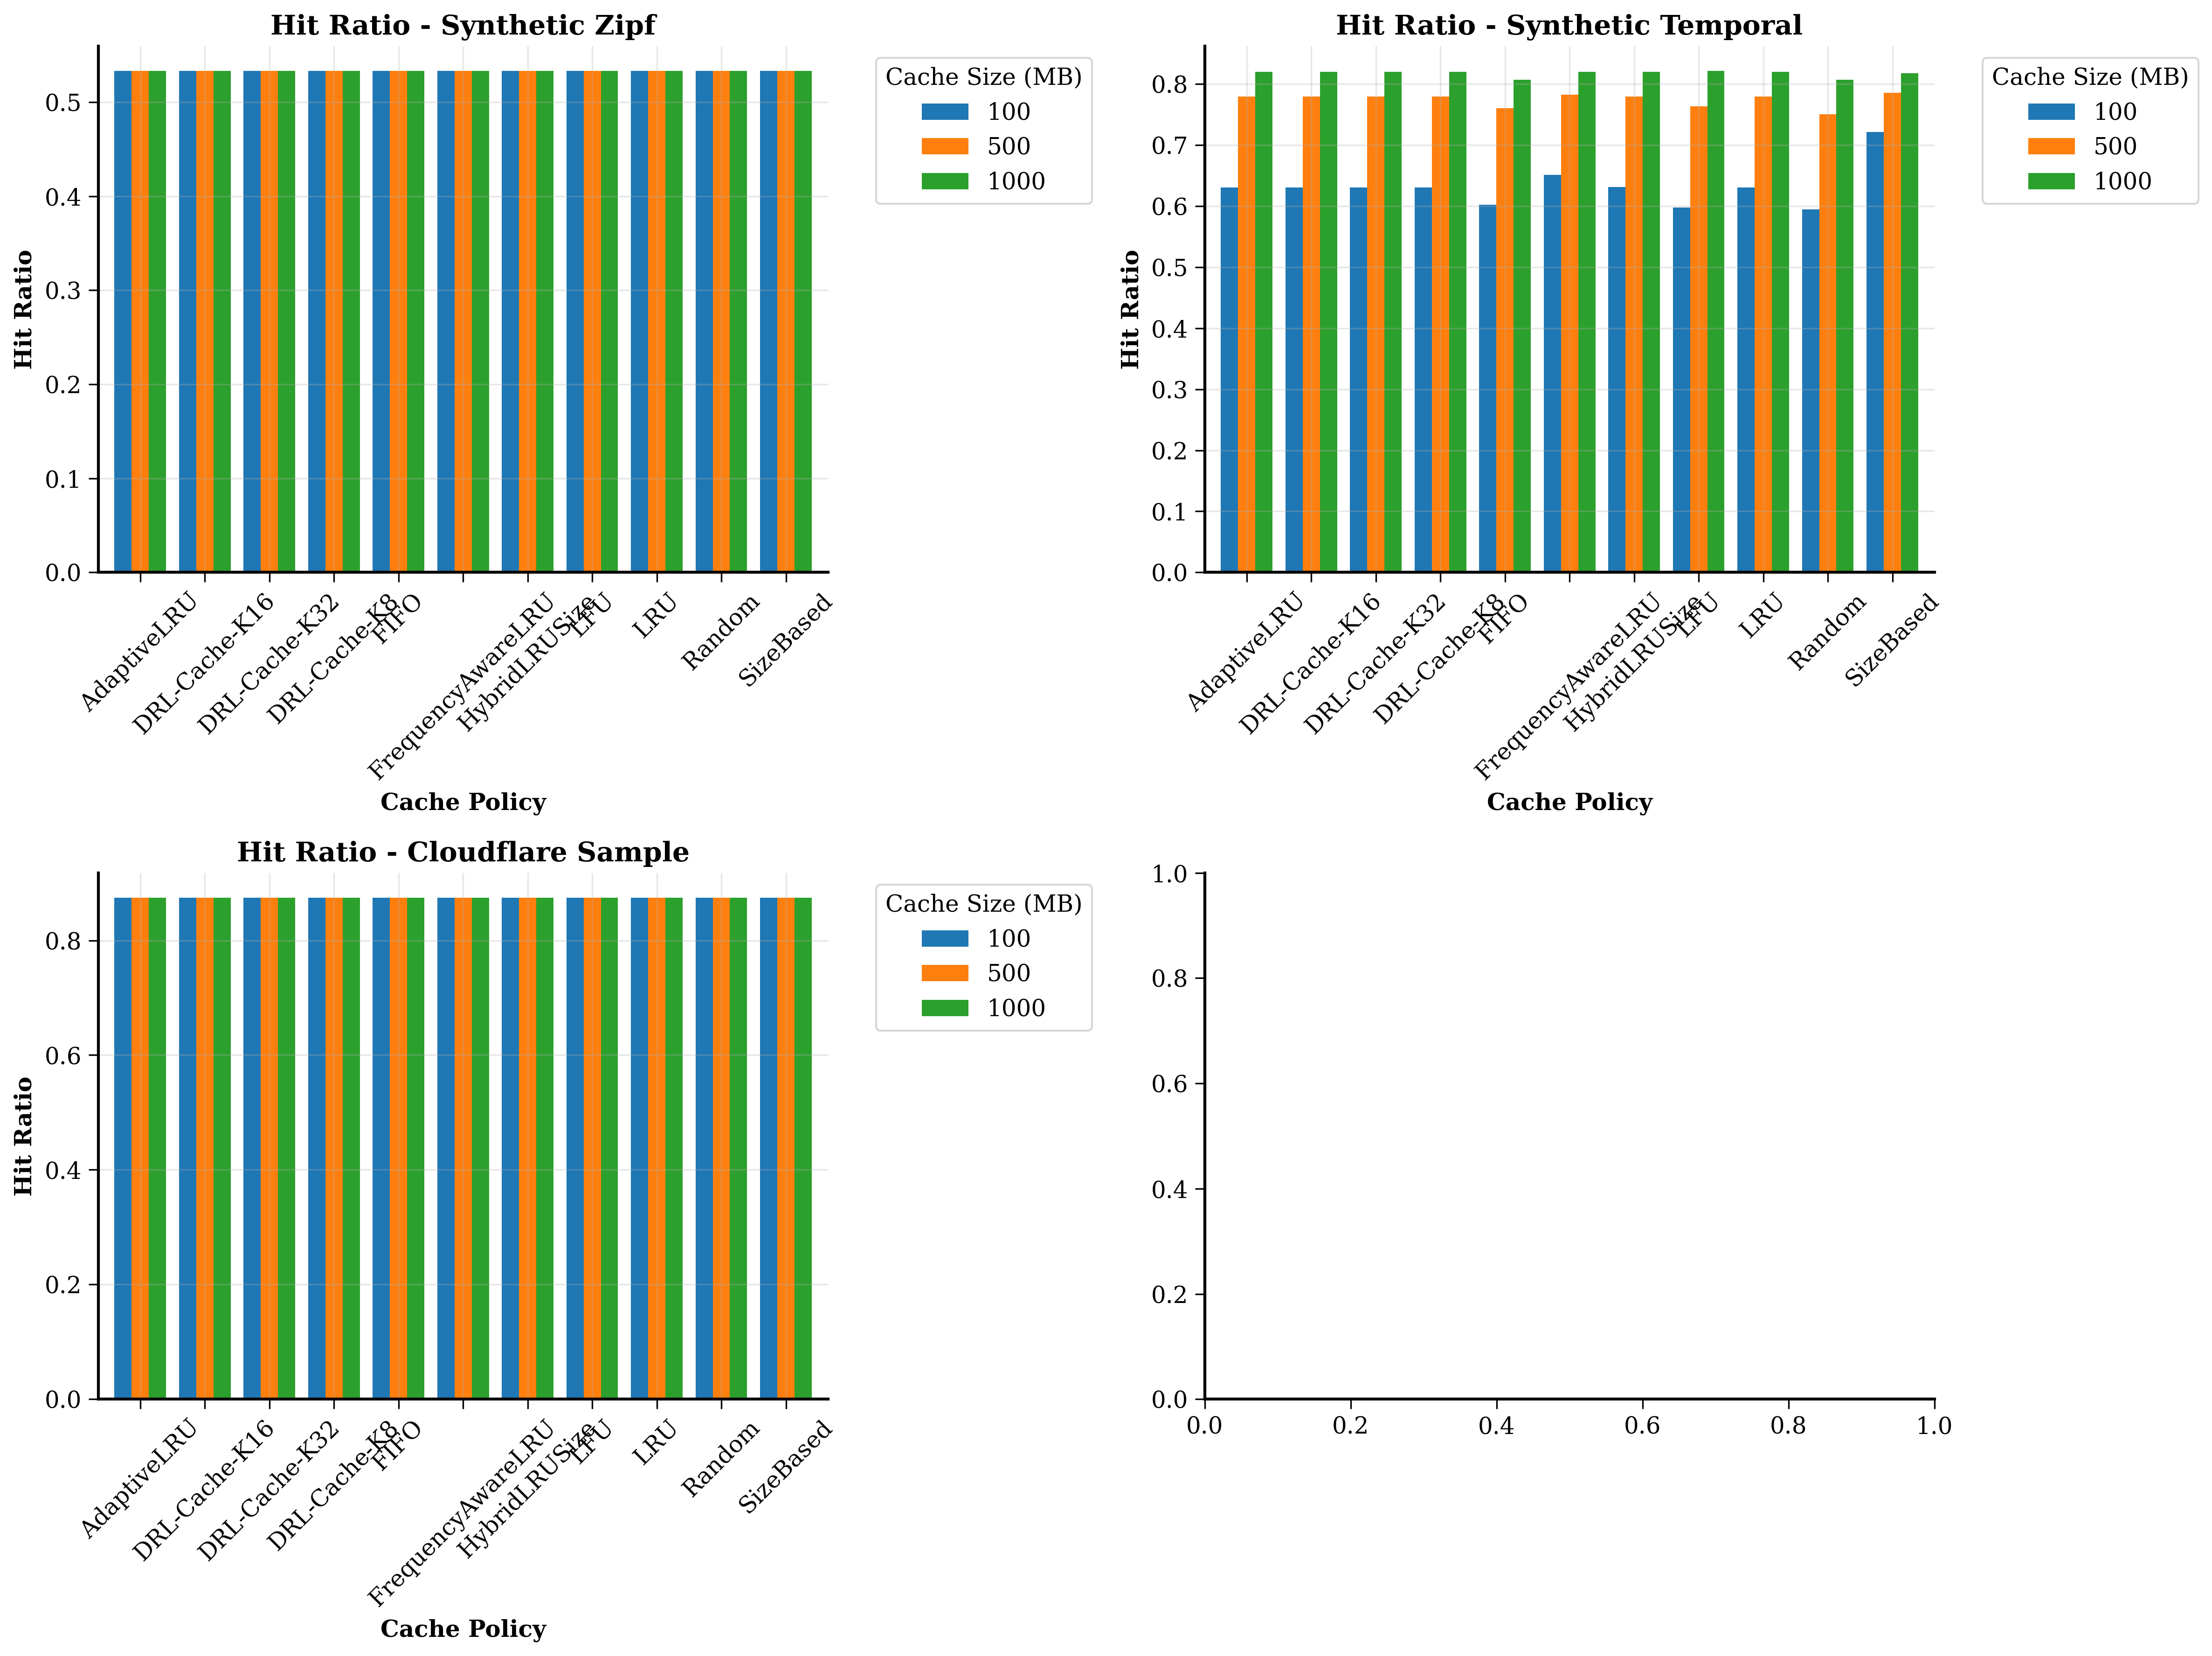 Hit Ratio - Synthetic Zipf
Hit Ratio
0.5
0.4
0.3
0.2
0.1
0.0
AdaptiveLRU
DRL-Cache-K16
DRL-Cache-K32
DRL-Cache-K8
FIFO
FrequencyAwareLRU
HybridLRUSize
LFU
LRU
Random
SizeBased
Cache Policy
Cache Size (MB)
100
500
1000
Hit Ratio - Synthetic Temporal
Hit Ratio
0.8
0.7
0.6
0.5
0.4
0.3
0.2
0.1
0.0
AdaptiveLRU
DRL-Cache-K16
DRL-Cache-K32
DRL-Cache-K8
FIFO
FrequencyAwareLRU
HybridLRUSize
LFU
LRU
Random
SizeBased
Cache Policy
Cache Size (MB)
100
500
1000
Hit Ratio - Cloudflare Sample
Hit Ratio
0.8
0.6
0.4
0.2
0.0
AdaptiveLRU
DRL-Cache-K16
DRL-Cache-K32
DRL-Cache-K8
FIFO
FrequencyAwareLRU
HybridLRUSize
LFU
LRU
Random
SizeBased
Cache Policy
Cache Size (MB)
100
500
1000
1.0
0.8
0.6
0.4
0.2
0.0
0.0 0.2 0.4 0.6 0.8 1.0